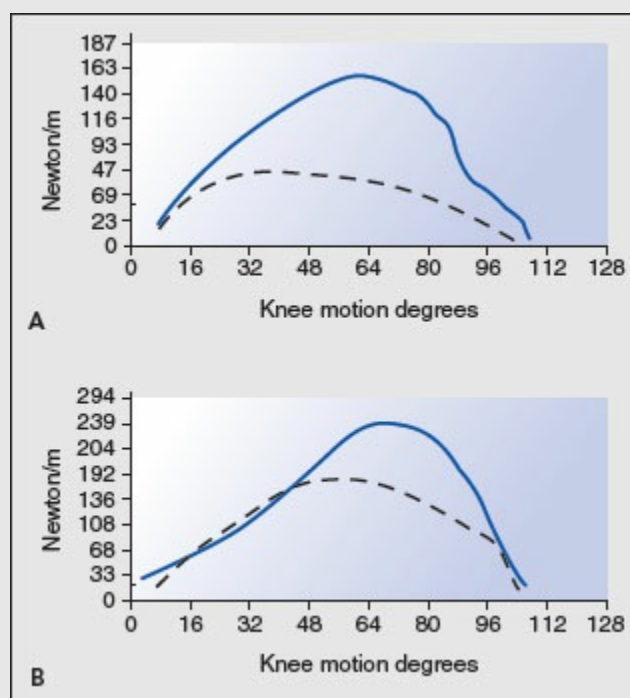 187
163
140
116
93
47
69
23
0
Newton/m
0 16 32 48 64 80 96 112 128
Knee motion degrees
A
294
239
204
192
136
108
68
33
0
Newton/m
0 16 32 48 64 80 96 112 128
Knee motion degrees
B